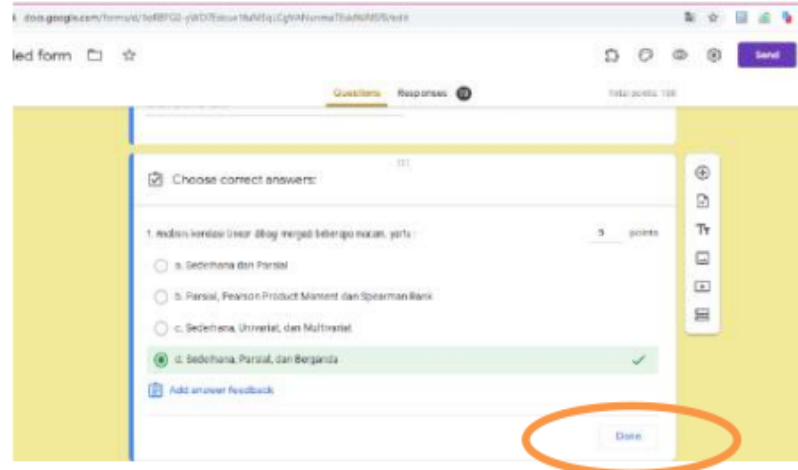 docs.google.com/forms/d/
led form
Send
Questions Responses
Total points: 100
Choose correct answers:
1. analisis korelasi linear dibagi menjadi beberapa macam, yaitu :
5 points
a. Sederhana dan Parsial
b. Parsial, Pearson Product Moment dan Spearman Rank
c. Sederhana, Univariat, dan Multivariat
d. Sederhana, Parsial, dan Berganda
Add answer feedback
Done